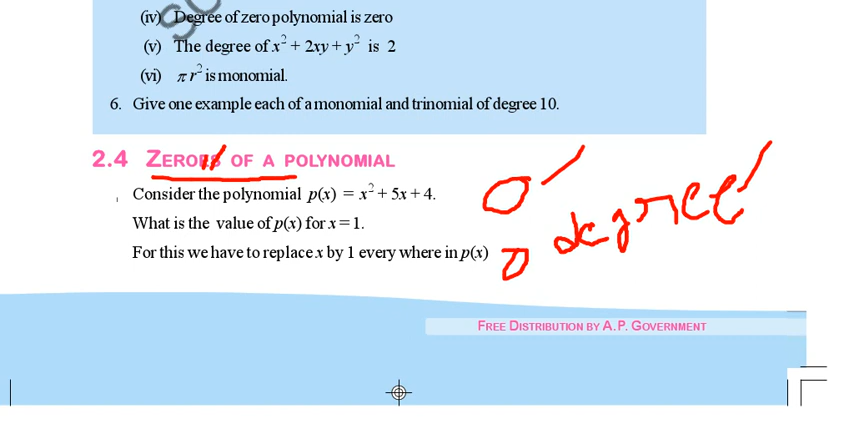 (iv) Degree of zero polynomial is zero
(v) The degree of x² + 2xy + y² is 2
(vi) π r² is monomial.
6. Give one example each of a monomial and trinomial of degree 10.
2.4 ZEROES OF A POLYNOMIAL
Consider the polynomial p(x) = x² + 5x + 4.
What is the value of p(x) for x = 1.
For this we have to replace x by 1 every where in p(x)
0
0 degree
FREE DISTRIBUTION BY A.P. GOVERNMENT